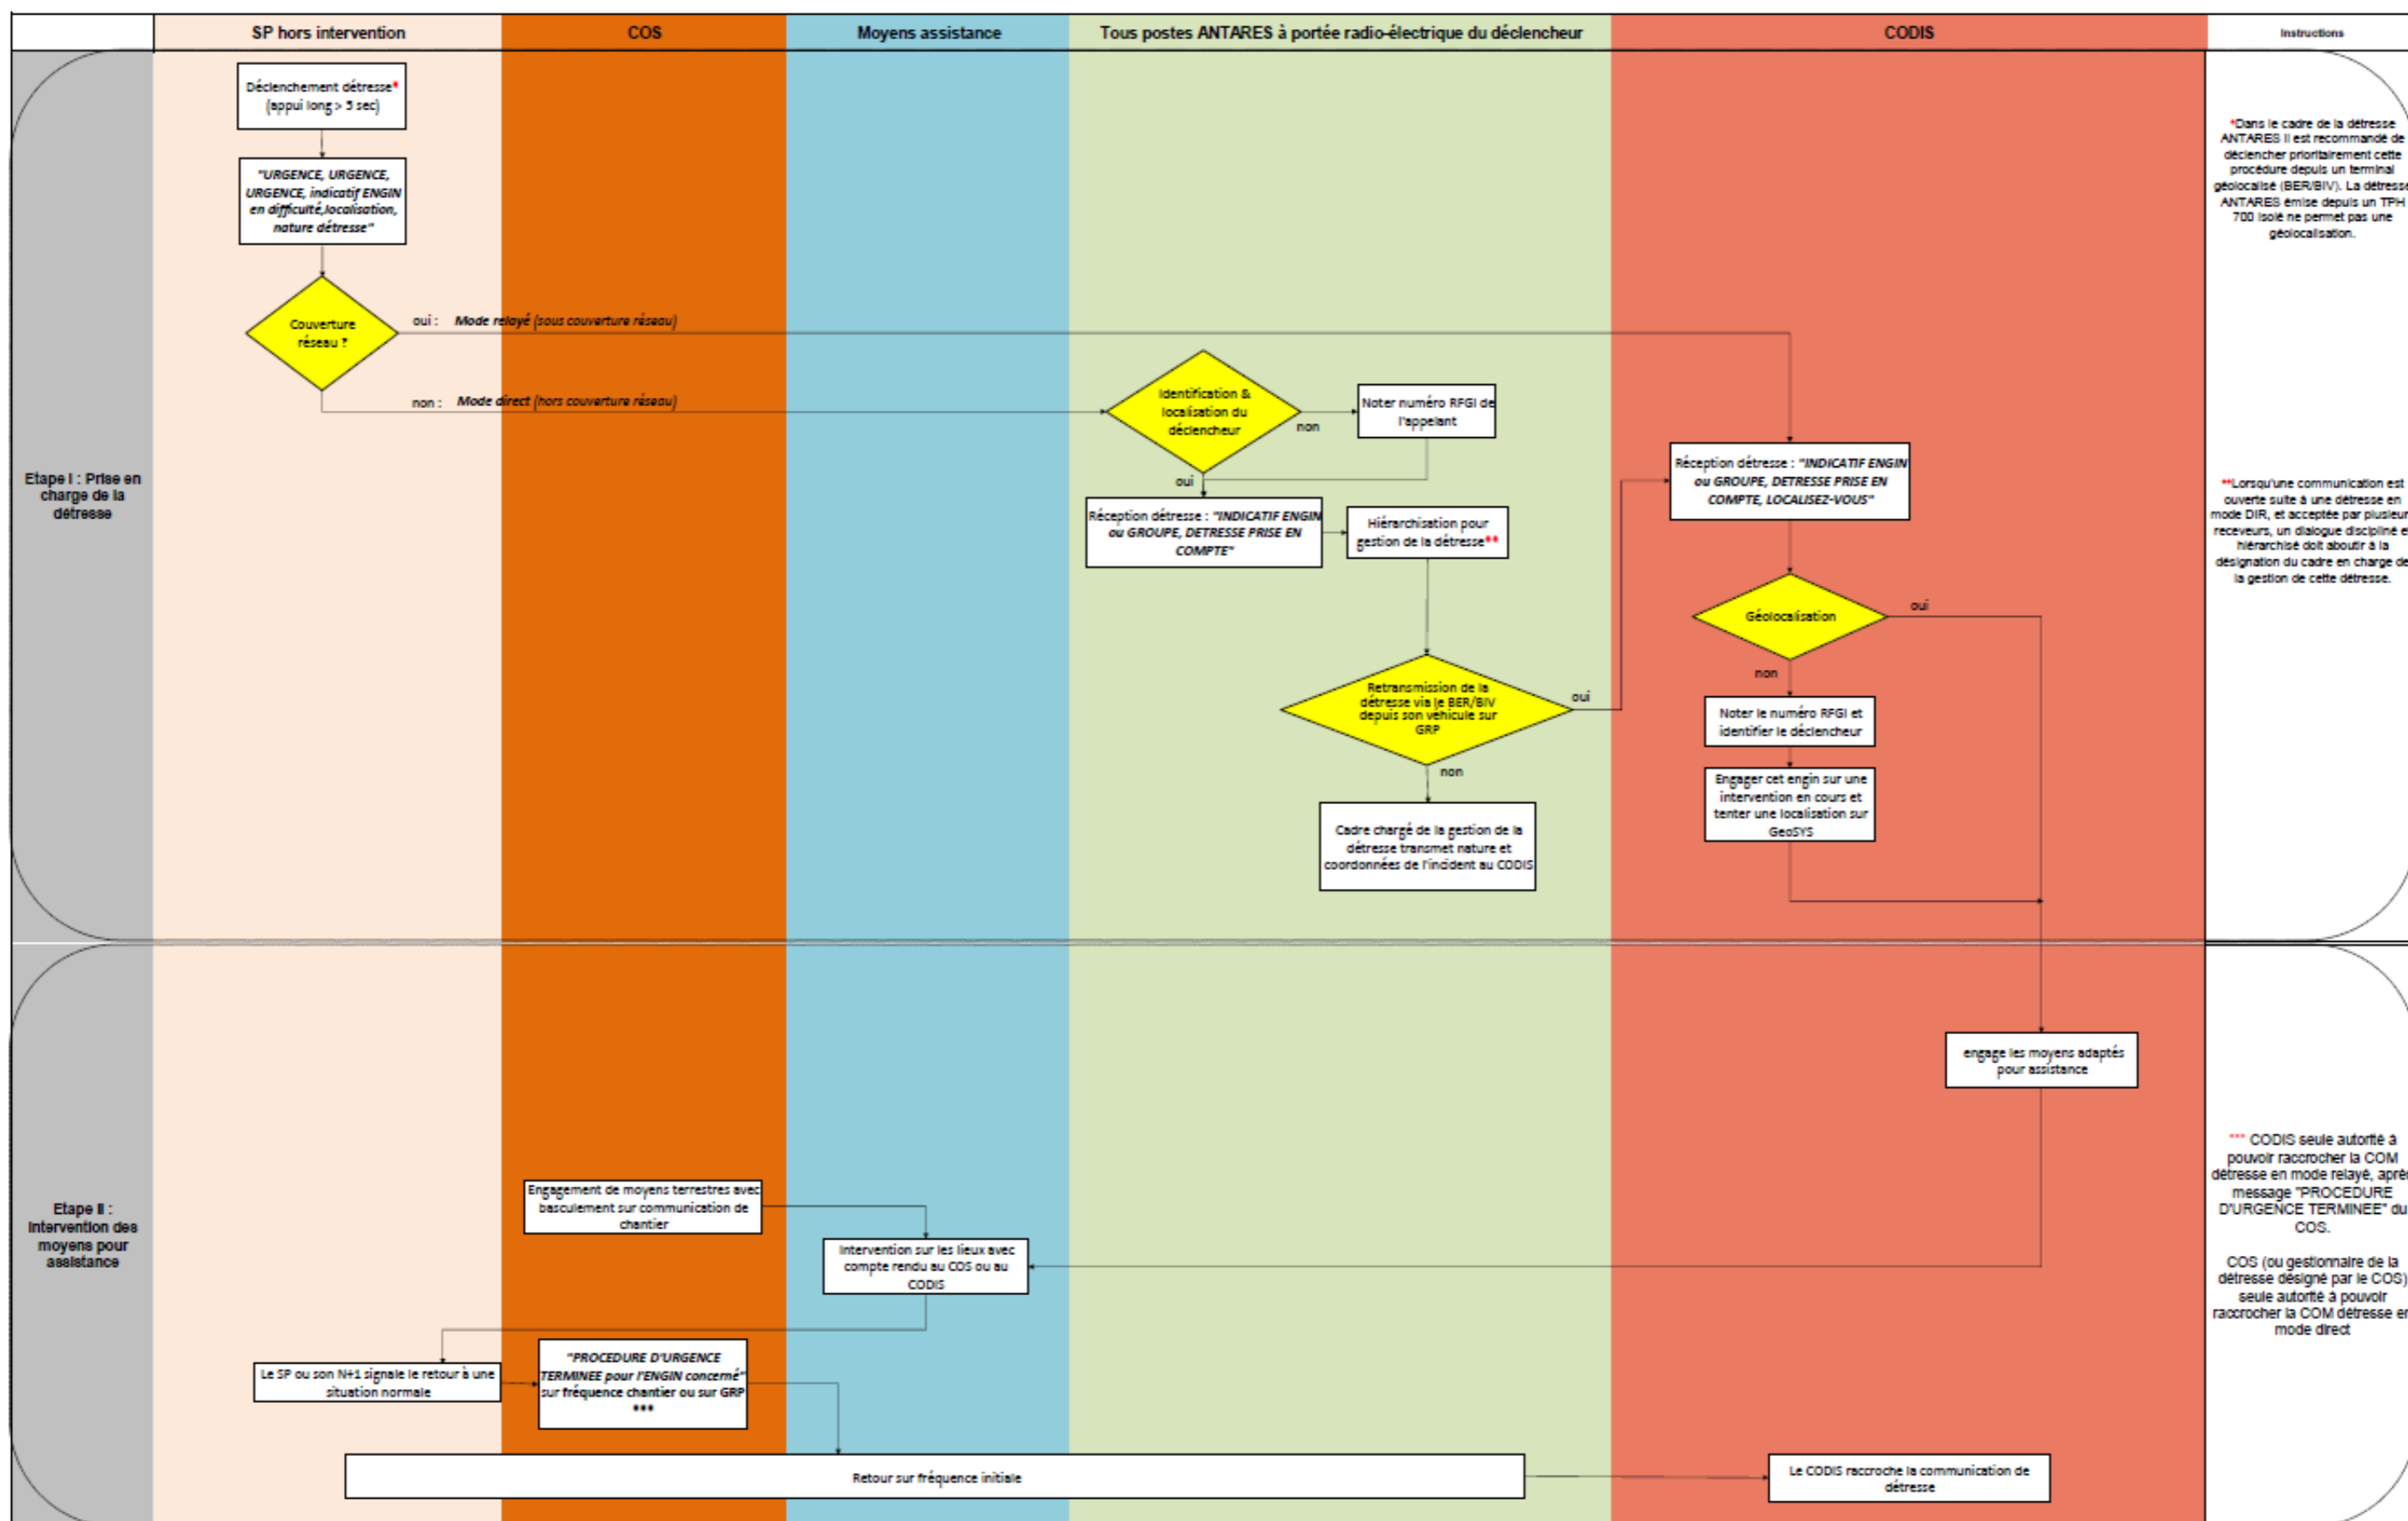 SP hors intervention
COS
Moyens assistance
Tous postes ANTARES à portée radio-électrique du déclencheur
CODIS
Instructions
Etape I : Prise en
charge de la
détresse
Déclenchement détresse*
(appui long > 3 sec)
"URGENCE, URGENCE,
URGENCE, indicatif ENGIN
en difficulté,localisation,
nature détresse"
Couverture
réseau ?
oui : Mode relayé (sous couverture réseau)
non : Mode direct (hors couverture réseau)
Identification &
localisation du
déclencheur
non
Noter numéro RFGI de
l'appelant
oui
Réception détresse : "INDICATIF ENGIN
ou GROUPE, DETRESSE PRISE EN
COMPTE"
Hiérarchisation pour
gestion de la détresse**
Retransmission de la
détresse via le BER/BIV
depuis son véhicule sur
GRP
oui
non
Cadre chargé de la gestion de la
détresse transmet nature et
coordonnées de l'incident au CODIS
Réception détresse : "INDICATIF ENGIN
ou GROUPE, DETRESSE PRISE EN
COMPTE, LOCALISEZ-VOUS"
Géolocalisation
oui
non
Noter le numéro RFGI et
identifier le déclencheur
Engager cet engin sur une
intervention en cours et
tenter une localisation sur
GeoSYS
*Dans le cadre de la détresse
ANTARES il est recommandé de
déclencher prioritairement cette
procédure depuis un terminal
géolocalisé (BER/BIV). La détresse
ANTARES émise depuis un TPH
700 isolé ne permet pas une
géolocalisation.
**Lorsqu'une communication est
ouverte suite à une détresse en
mode DIR, et acceptée par plusieur
receveurs, un dialogue discipliné e
hiérarchisé doit aboutir à la
désignation du cadre en charge de
la gestion de cette détresse.
Etape II :
Intervention des
moyens pour
assistance
engage les moyens adaptés
pour assistance
Engagement de moyens terrestres avec
basculement sur communication de
chantier
Intervention sur les lieux avec
compte rendu au COS ou au
CODIS
Le SP ou son N+1 signale le retour à une
situation normale
"PROCEDURE D'URGENCE
TERMINEE pour l'ENGIN concerné"
sur fréquence chantier ou sur GRP
***
Retour sur fréquence initiale
Le CODIS raccroche la communication de
détresse
*** CODIS seule autorité à
pouvoir raccrocher la COM
détresse en mode relayé, après
message "PROCEDURE
D'URGENCE TERMINEE" du
COS.
COS (ou gestionnaire de la
détresse désigné par le COS)
seule autorité à pouvoir
raccrocher la COM détresse en
mode direct